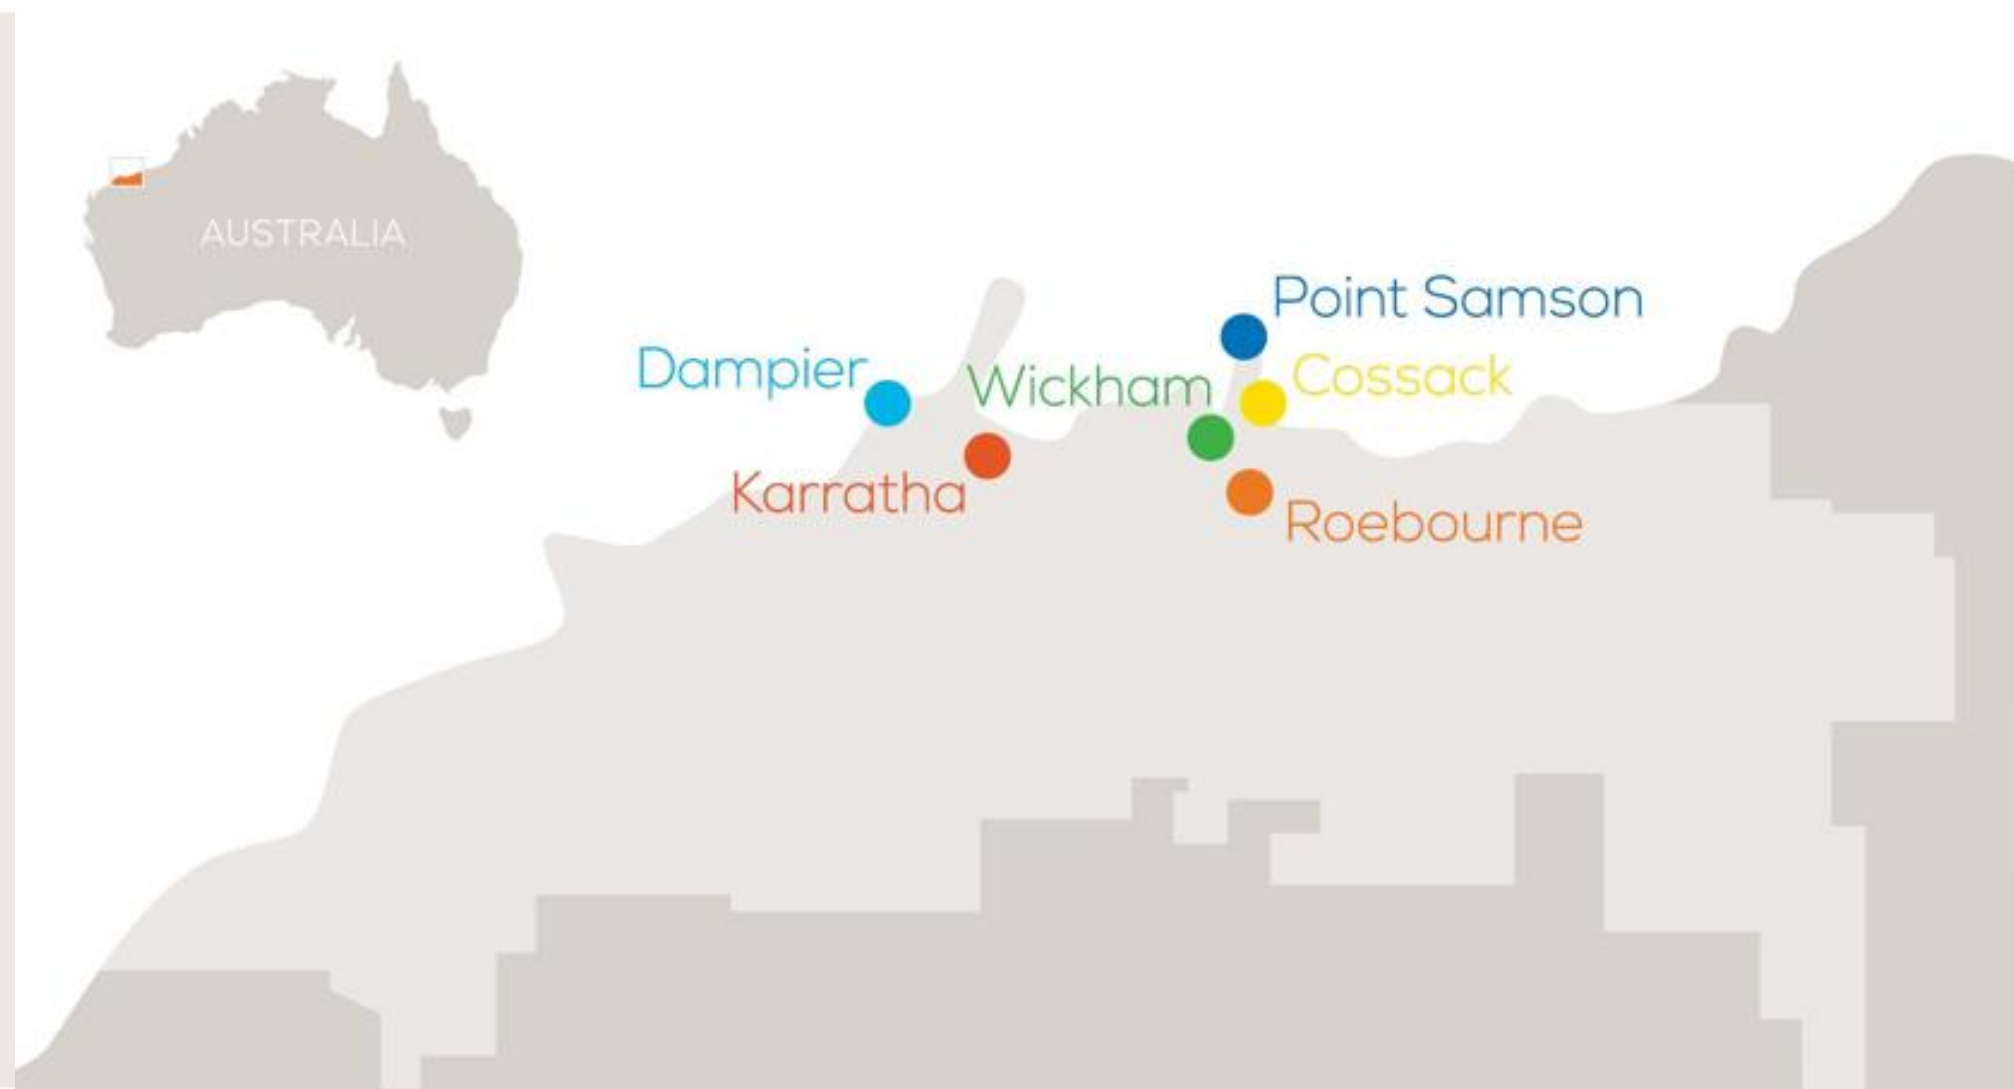 AUSTRALIA
Point Samson
Dampier
Wickham
Cossack
Karratha
Roebourne